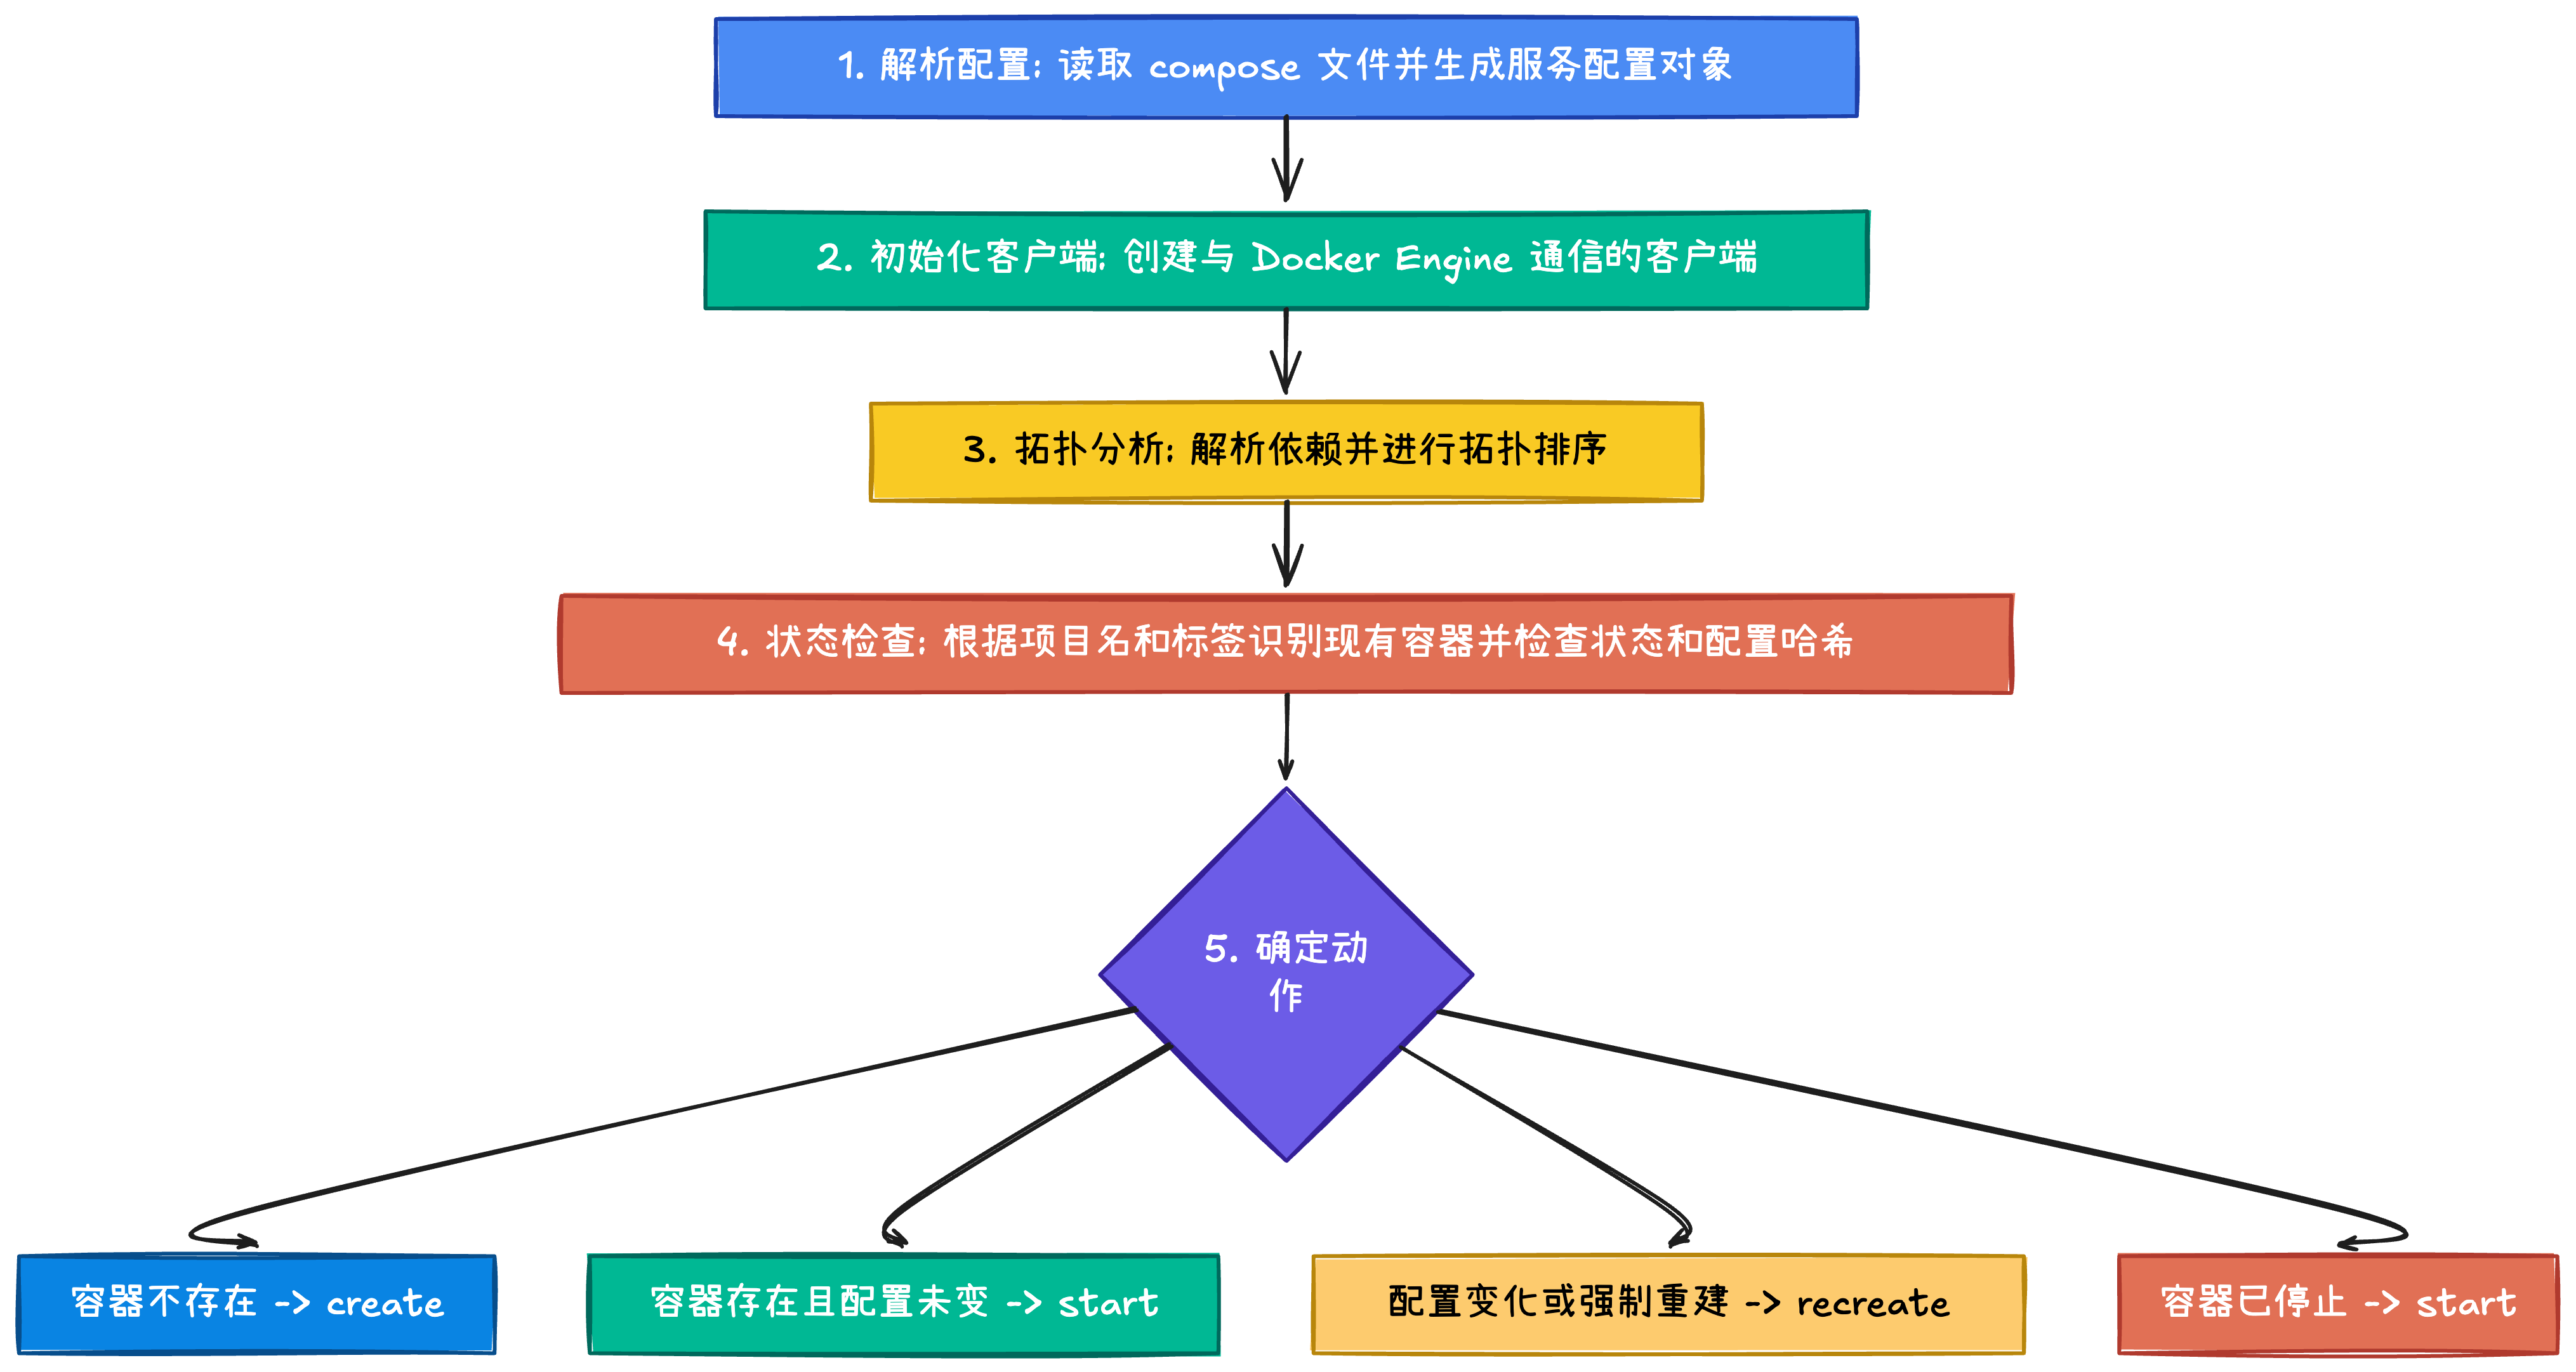 1. 解析配置: 读取 compose 文件并生成服务配置对象
2. 初始化客户端: 创建与 Docker Engine 通信的客户端
3. 拓扑分析: 解析依赖并进行拓扑排序
4. 状态检查: 根据项目名和标签识别现有容器并检查状态和配置哈希
5. 确定动
作
容器不存在 -> create
容器存在且配置未变 -> start
配置变化或强制重建 -> recreate
容器已停止 -> start